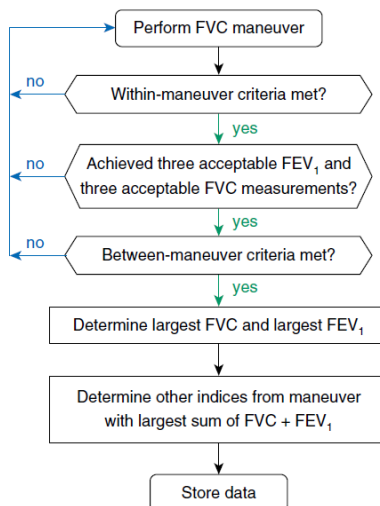 Perform FVC maneuver
no
Within-maneuver criteria met?
yes
no
Achieved three acceptable FEV₁ and
three acceptable FVC measurements?
yes
no
Between-maneuver criteria met?
yes
Determine largest FVC and largest FEV₁
Determine other indices from maneuver
with largest sum of FVC + FEV₁
Store data